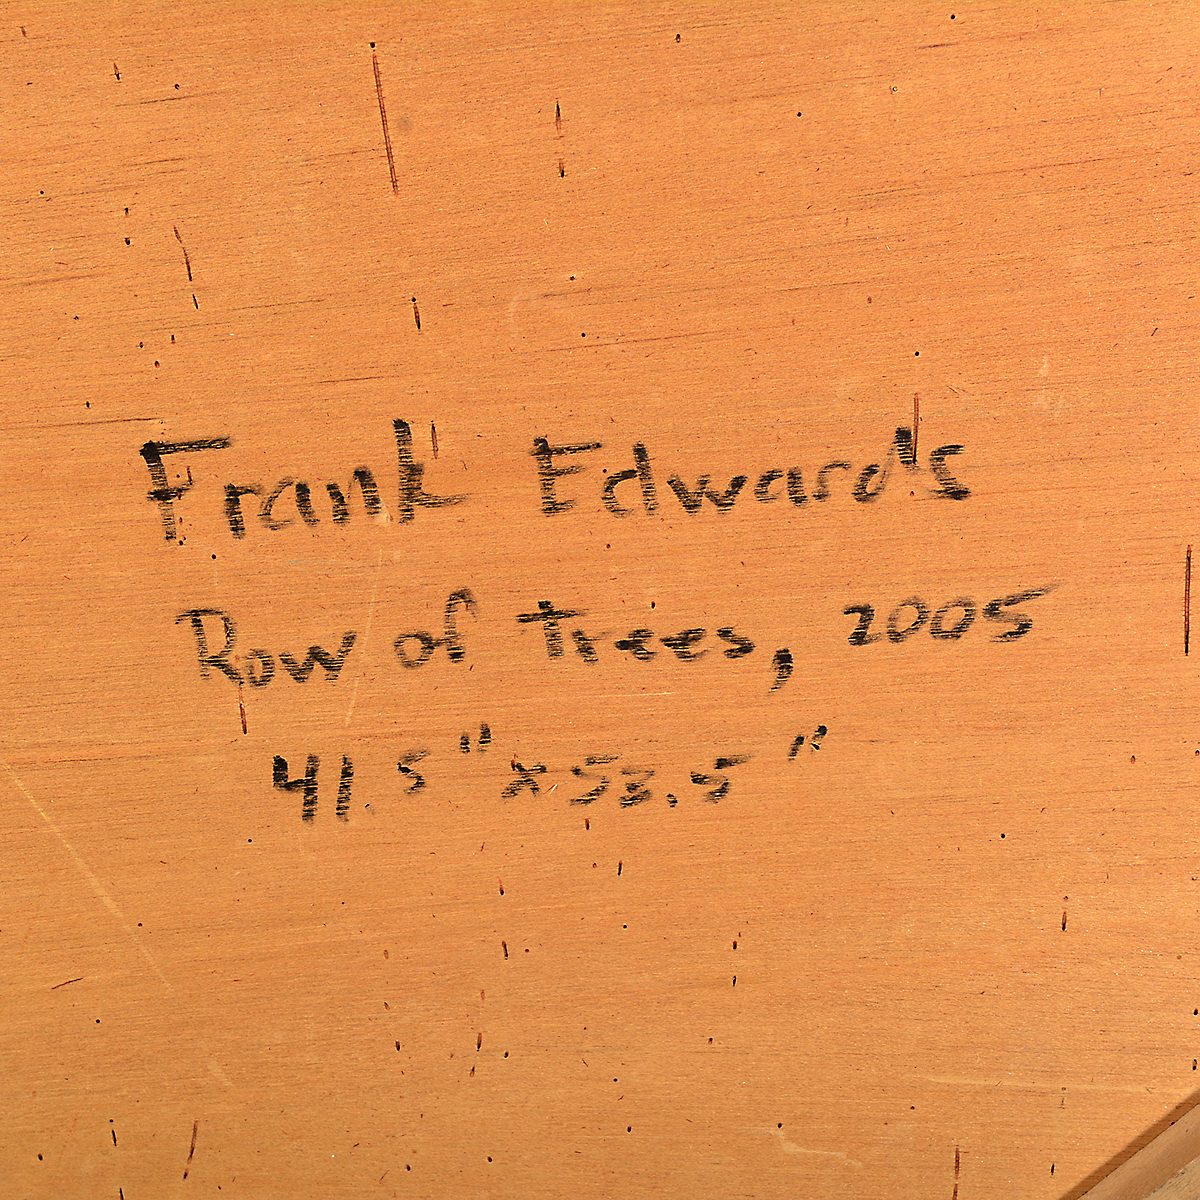 Frank Edwards
Row of trees, 2005
41.5" x 53.5"